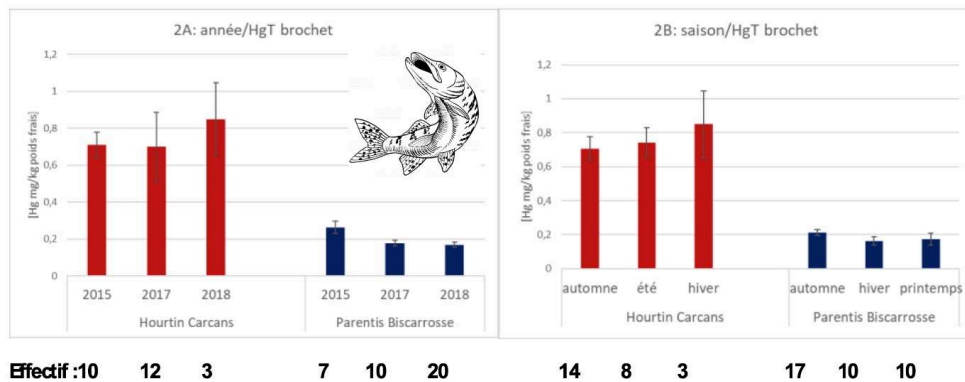 2A: année/HgT brochet
[Hg mg/kg poids frais]
1,2
1
0,8
0,6
0,4
0,2
0
2015 2017 2018 2015 2017 2018
Hourtin Carcans Parentis Biscarrosse
2B: saison/HgT brochet
[Hg mg/kg poids frais]
1,2
1
0,8
0,6
0,4
0,2
0
automne été hiver automne hiver printemps
Hourtin Carcans Parentis Biscarrosse
Effectif :10 12 3 7 10 20 14 8 3 17 10 10